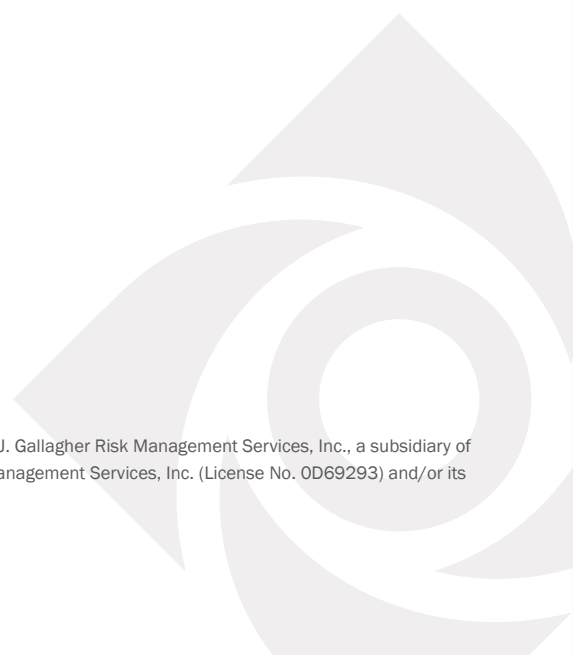 J. Gallagher Risk Management Services, Inc., a subsidiary of
anagement Services, Inc. (License No. 0D69293) and/or its